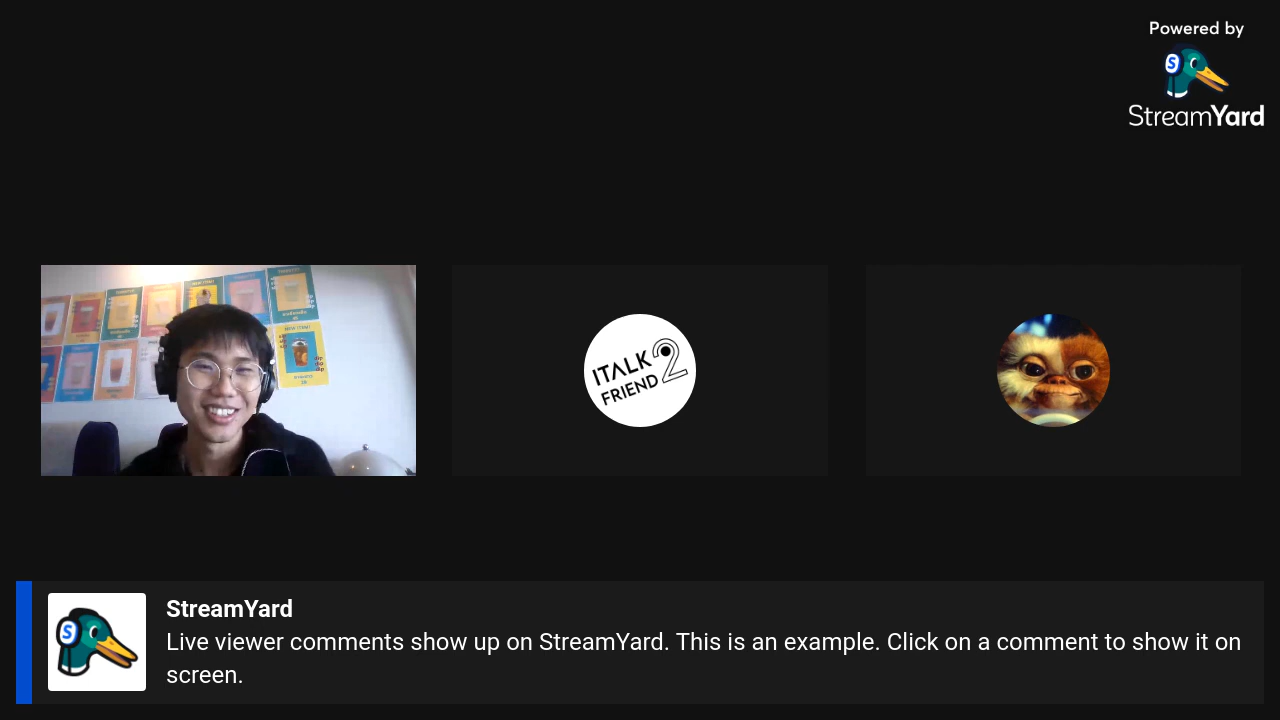 Powered by
S
StreamYard
ITALK
2
FRIEND
S
StreamYard
Live viewer comments show up on StreamYard. This is an example. Click on a comment to show it on
screen.